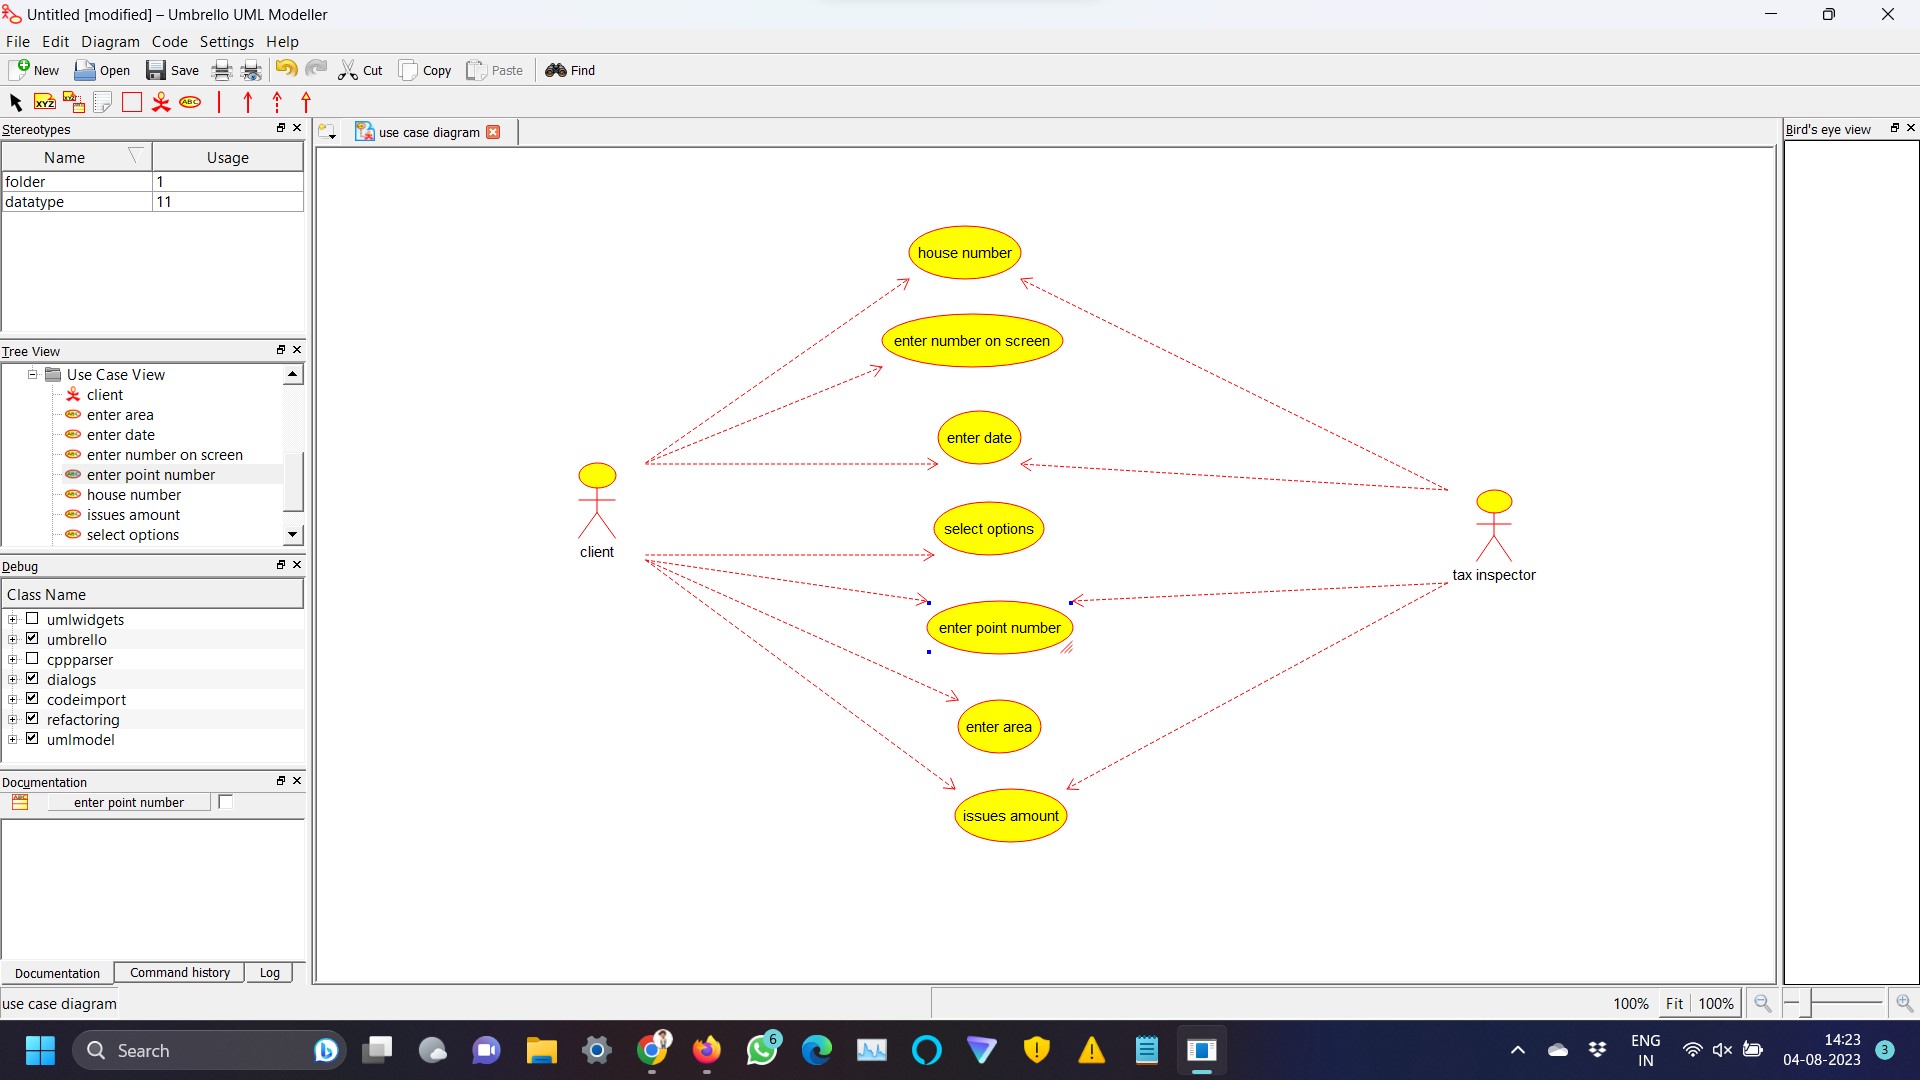 Untitled [modified] – Umbrello UML Modeller
File Edit Diagram Code Settings Help
New Open Save Cut Copy Paste Find
XYZ XYZ ABC
Stereotypes
Name Usage
folder 1
datatype 11
Tree View
Use Case View
client
enter area
enter date
enter number on screen
enter point number
house number
issues amount
select options
Debug
Class Name
umlwidgets
umbrello
cppparser
dialogs
codeimport
refactoring
umlmodel
Documentation
enter point number
Documentation Command history Log
use case diagram
use case diagram
house number
enter number on screen
enter date
select options
enter point number
enter area
issues amount
client
tax inspector
Bird's eye view
100% Fit 100%
Search
6
ENG
IN
14:23
04-08-2023
3